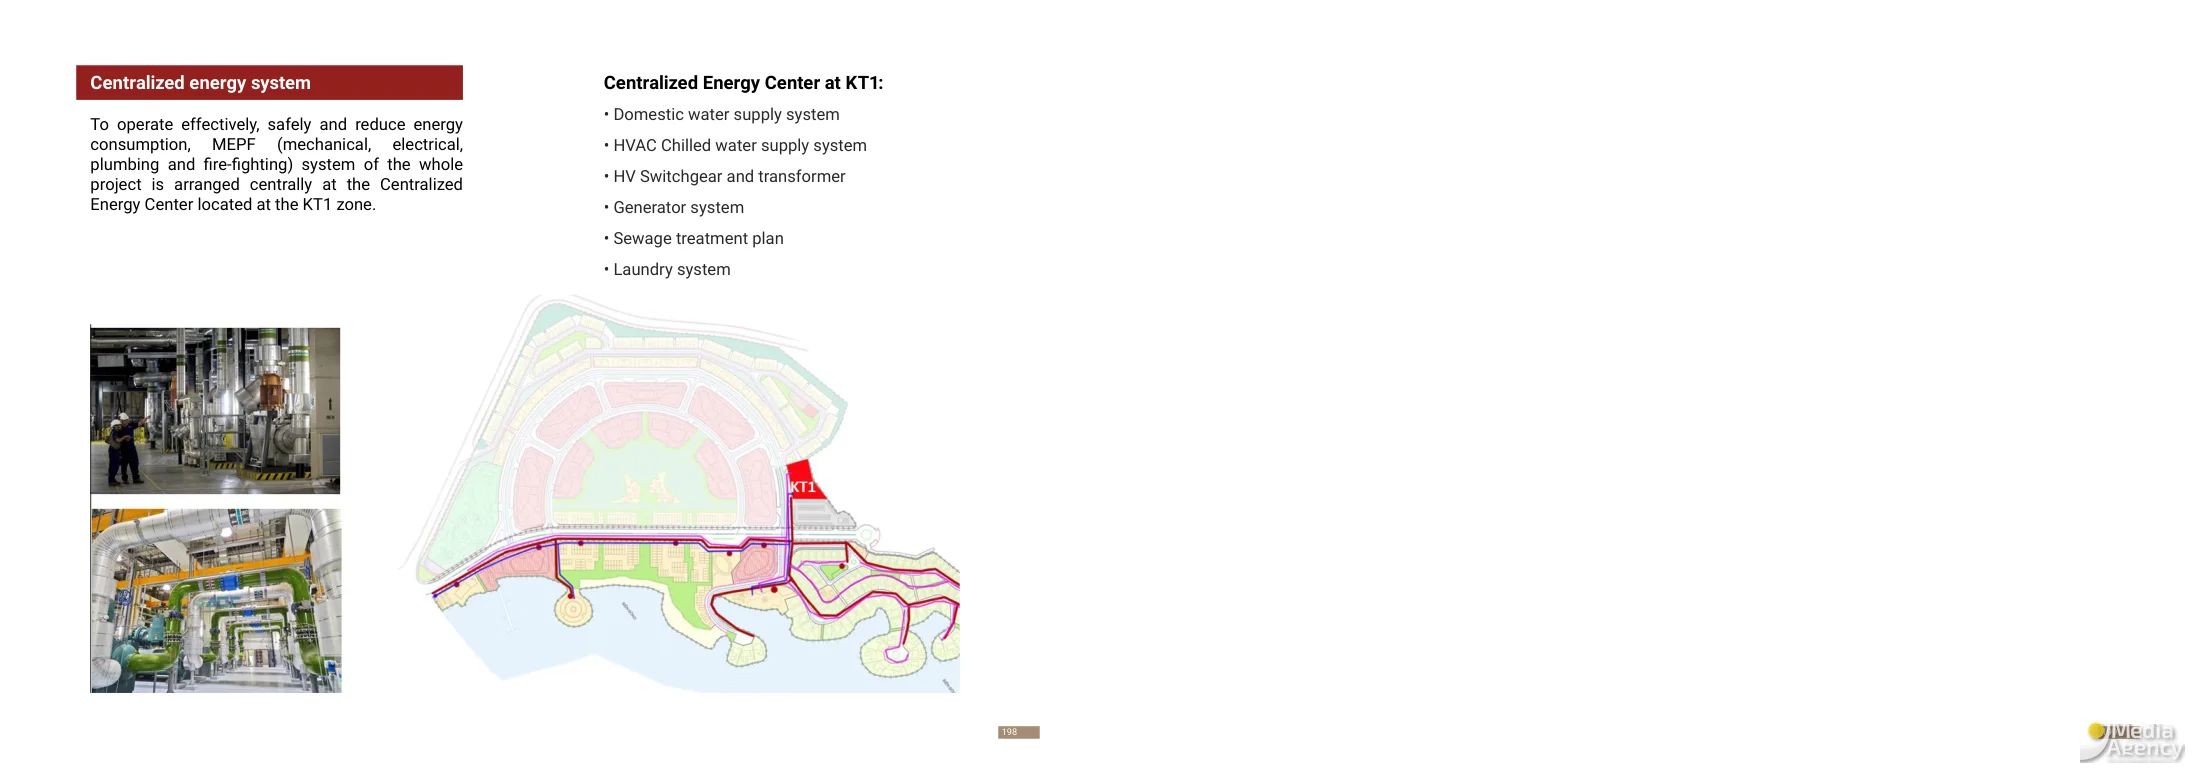 Centralized energy system
To operate effectively, safely and reduce energy
consumption, MEPF (mechanical, electrical,
plumbing and fire-fighting) system of the whole
project is arranged centrally at the Centralized
Energy Center located at the KT1 zone.
Centralized Energy Center at KT1:
• Domestic water supply system
• HVAC Chilled water supply system
• HV Switchgear and transformer
• Generator system
• Sewage treatment plan
• Laundry system
KT1
198
Media
Agency